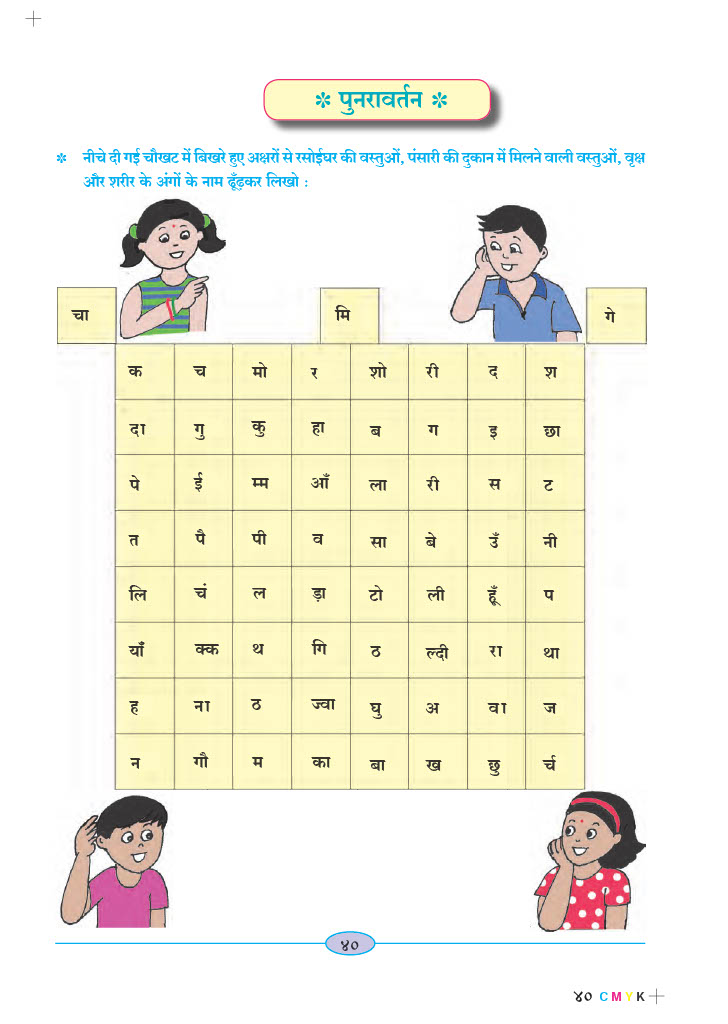 ✽ पुनरावर्तन ✽
✽ नीचे दी गई चौखट में बिखरे हुए अक्षरों से रसोईघर की वस्तुओं, पंसारी की दुकान में मिलने वाली वस्तुओं, वृक्ष
और शरीर के अंगों के नाम ढूँढ़कर लिखो :
चा मि गे
क च मो र शो री द श
दा गु कु हा ब ग इ छा
पे ई म्म आँ ला री स ट
त पै पी व सा बे उँ नी
लि चं ल ड़ा टो ली हूँ प
याँ क्क थ गि ठ ल्दी रा था
ह ना ठ ज्वा घु अ वा ज
न गौ म का बा ख छु र्च
४०
४० C M Y K